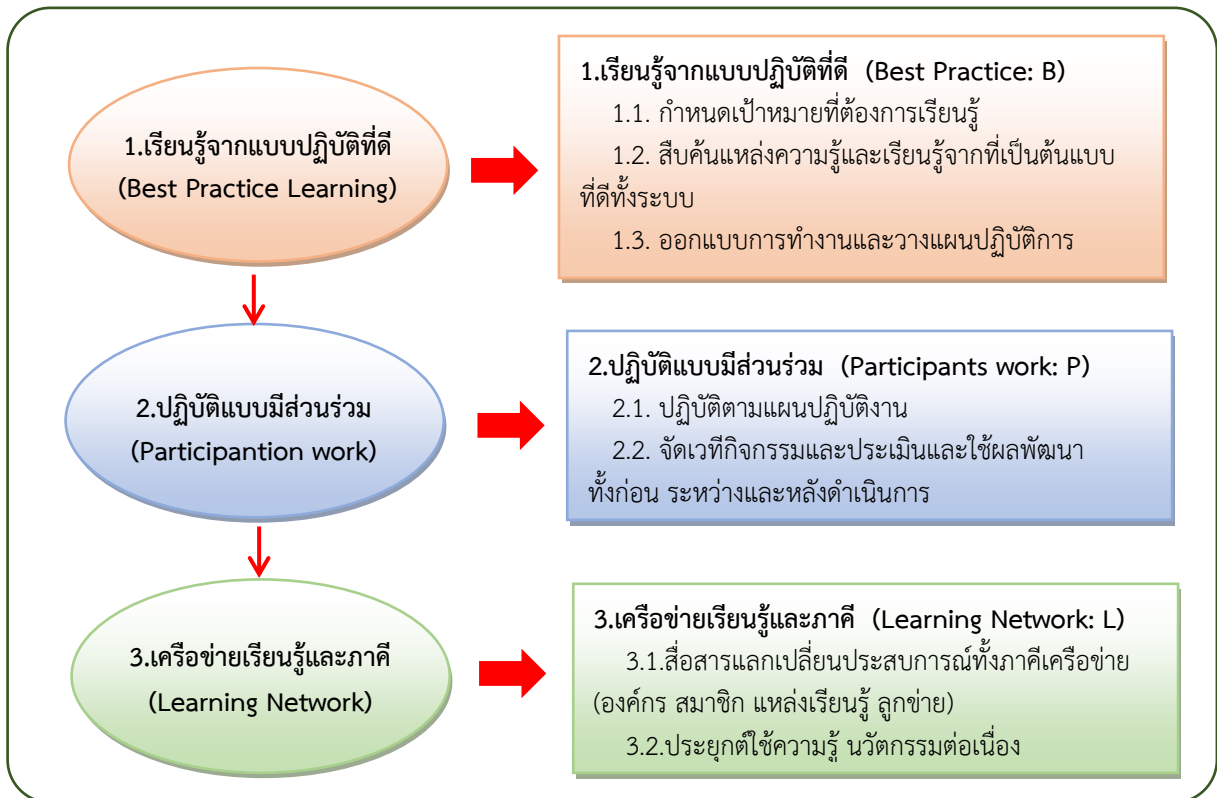 1.เรียนรู้จากแบบปฏิบัติที่ดี
(Best Practice Learning)
1.เรียนรู้จากแบบปฏิบัติที่ดี (Best Practice: B)
1.1. กำหนดเป้าหมายที่ต้องการเรียนรู้
1.2. สืบค้นแหล่งความรู้และเรียนรู้จากที่เป็นต้นแบบ
ที่ดีทั้งระบบ
1.3. ออกแบบการทำงานและวางแผนปฏิบัติการ
2.ปฏิบัติแบบมีส่วนร่วม
(Participantion work)
2.ปฏิบัติแบบมีส่วนร่วม (Participants work: P)
2.1. ปฏิบัติตามแผนปฏิบัติงาน
2.2. จัดเวทีกิจกรรมและประเมินและใช้ผลพัฒนา
ทั้งก่อน ระหว่างและหลังดำเนินการ
3.เครือข่ายเรียนรู้และภาคี
(Learning Network)
3.เครือข่ายเรียนรู้และภาคี (Learning Network: L)
3.1.สื่อสารแลกเปลี่ยนประสบการณ์ทั้งภาคีเครือข่าย
(องค์กร สมาชิก แหล่งเรียนรู้ ลูกข่าย)
3.2.ประยุกต์ใช้ความรู้ นวัตกรรมต่อเนื่อง